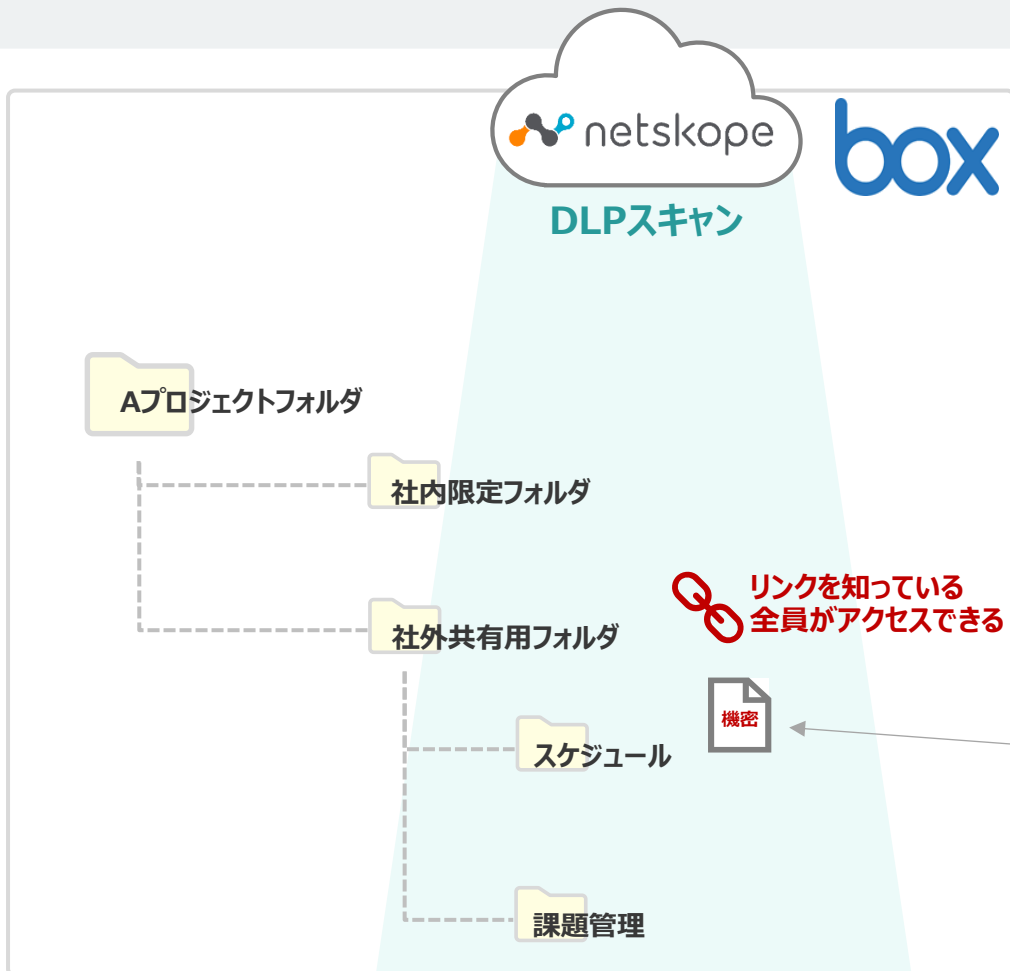 netskope
box
DLPスキャン
Aプロジェクトフォルダ
社内限定フォルダ
リンクを知っている
全員がアクセスできる
社外共有用フォルダ
機密
スケジュール
課題管理